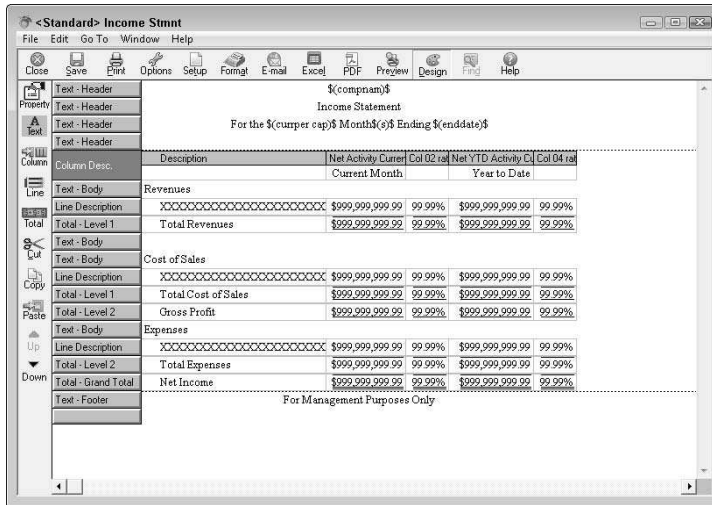 <Standard> Income Stmnt
File Edit Go To Window Help
Close Save Print Options Setup Format E-mail Excel PDF Preview Design Find Help
Property
Text
Column
Line
Total
Cut
Copy
Paste
Up
Down
Text - Header $(compnam)$
Text - Header Income Statement
Text - Header For the $(currper cap)$ Month$(s)$ Ending $(enddate)$
Text - Header
Column Desc. Description Net Activity Curren Col 02 rat Net YTD Activity Cu Col 04 rat
Current Month Year to Date
Text - Body Revenues
Line Description XXXXXXXXXXXXXXXXXXXXXXXX $999,999,999.99 99.99% $999,999,999.99 99.99%
Total - Level 1 Total Revenues $999,999,999.99 99.99% $999,999,999.99 99.99%
Text - Body
Text - Body Cost of Sales
Line Description XXXXXXXXXXXXXXXXXXXXXXXX $999,999,999.99 99.99% $999,999,999.99 99.99%
Total - Level 1 Total Cost of Sales $999,999,999.99 99.99% $999,999,999.99 99.99%
Total - Level 2 Gross Profit $999,999,999.99 99.99% $999,999,999.99 99.99%
Text - Body Expenses
Line Description XXXXXXXXXXXXXXXXXXXXXXXX $999,999,999.99 99.99% $999,999,999.99 99.99%
Total - Level 2 Total Expenses $999,999,999.99 99.99% $999,999,999.99 99.99%
Total - Grand Total Net Income $999,999,999.99 99.99% $999,999,999.99 99.99%
Text - Footer For Management Purposes Only